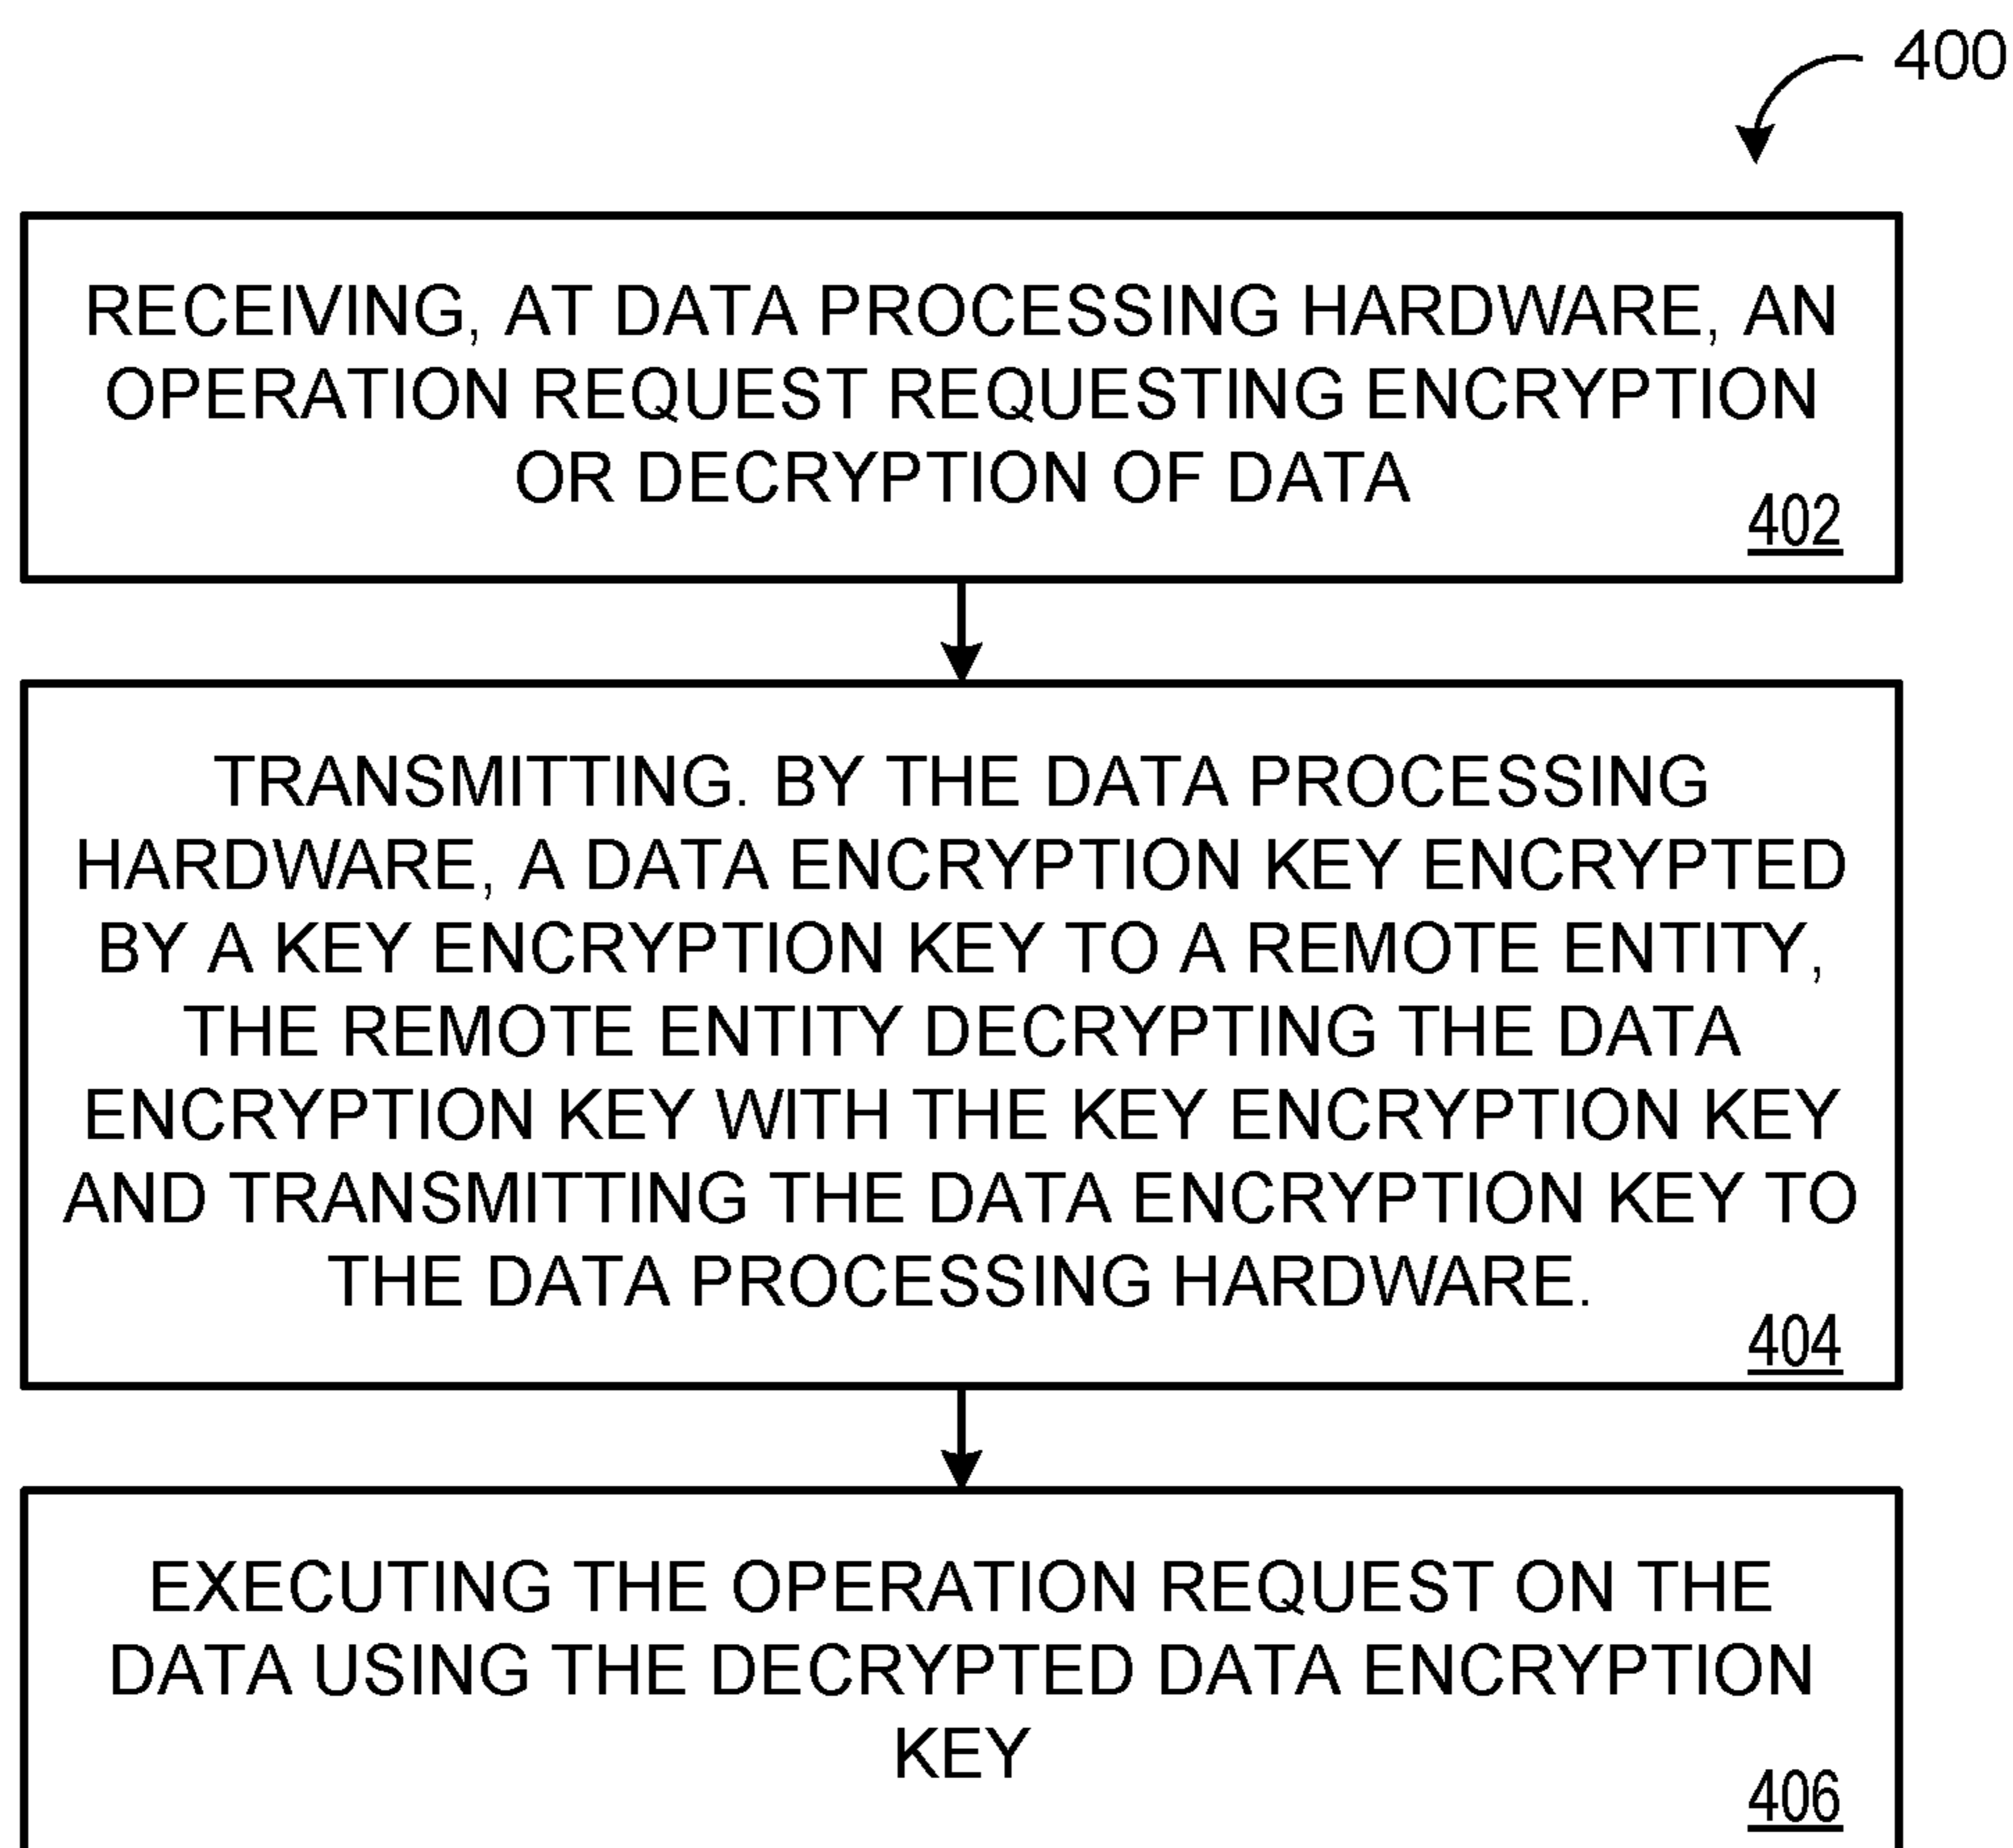 400
RECEIVING, AT DATA PROCESSING HARDWARE, AN
OPERATION REQUEST REQUESTING ENCRYPTION
OR DECRYPTION OF DATA
402
TRANSMITTING. BY THE DATA PROCESSING
HARDWARE, A DATA ENCRYPTION KEY ENCRYPTED
BY A KEY ENCRYPTION KEY TO A REMOTE ENTITY,
THE REMOTE ENTITY DECRYPTING THE DATA
ENCRYPTION KEY WITH THE KEY ENCRYPTION KEY
AND TRANSMITTING THE DATA ENCRYPTION KEY TO
THE DATA PROCESSING HARDWARE.
404
EXECUTING THE OPERATION REQUEST ON THE
DATA USING THE DECRYPTED DATA ENCRYPTION
KEY
406